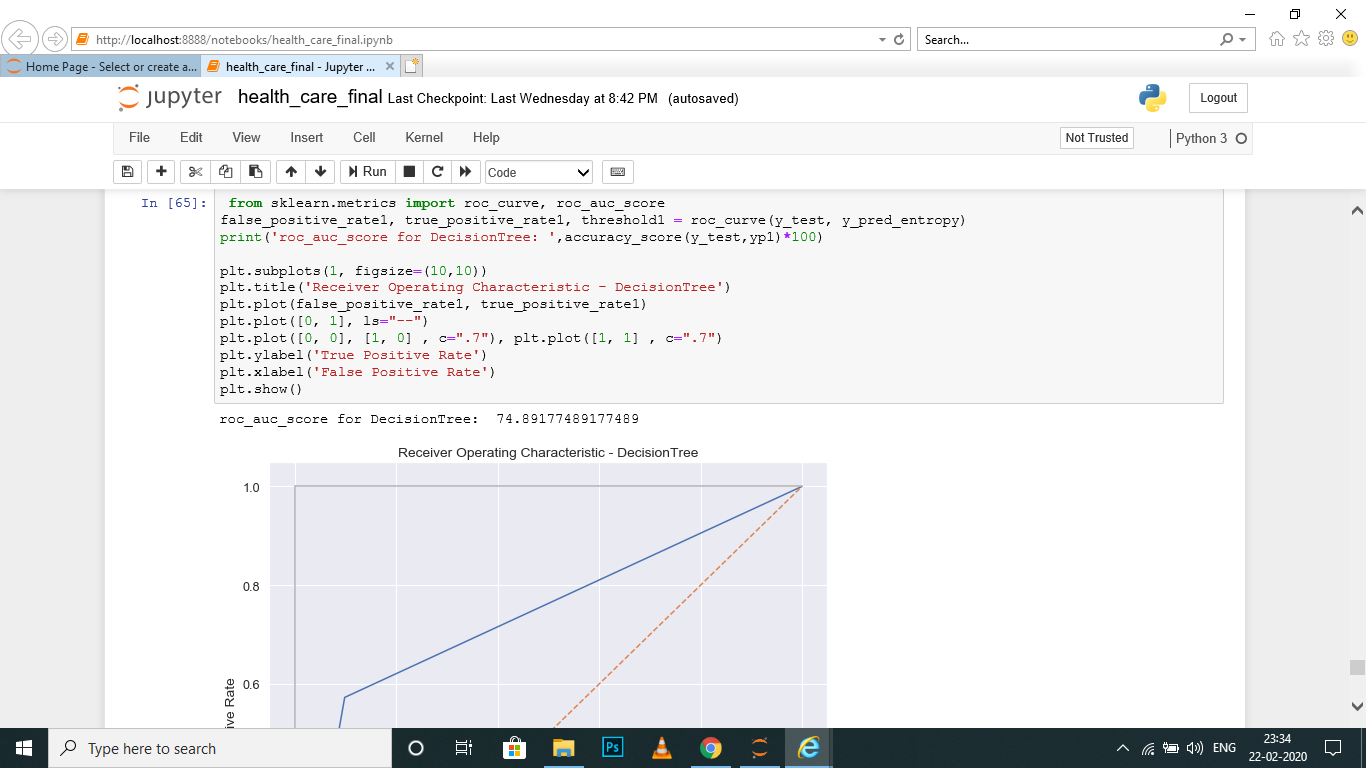 http://localhost:8888/notebooks/health_care_final.ipynb
Search...
Home Page - Select or create a...
health_care_final - Jupyter ...
jupyter health_care_final Last Checkpoint: Last Wednesday at 8:42 PM (autosaved)
Logout
File Edit View Insert Cell Kernel Help
Not Trusted
Python 3
Run
Code
In [65]:
from sklearn.metrics import roc_curve, roc_auc_score
false_positive_rate1, true_positive_rate1, threshold1 = roc_curve(y_test, y_pred_entropy)
print('roc_auc_score for DecisionTree: ',accuracy_score(y_test,yp1)*100)
plt.subplots(1, figsize=(10,10))
plt.title('Receiver Operating Characteristic - DecisionTree')
plt.plot(false_positive_rate1, true_positive_rate1)
plt.plot([0, 1], ls="--")
plt.plot([0, 0], [1, 0] , c=".7"), plt.plot([1, 1] , c=".7")
plt.ylabel('True Positive Rate')
plt.xlabel('False Positive Rate')
plt.show()
roc_auc_score for DecisionTree:  74.89177489177489
Receiver Operating Characteristic - DecisionTree
1.0
0.8
0.6
ive Rate
Type here to search
Ps
ENG
23:34
22-02-2020